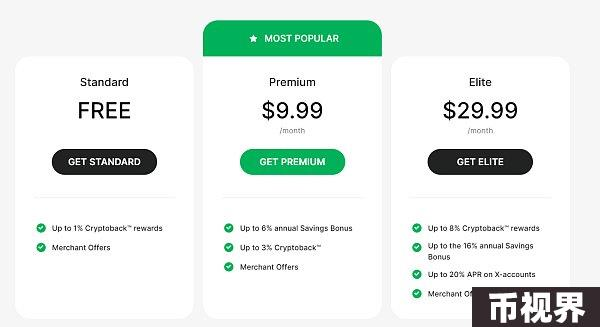 MOST POPULAR
Standard
FREE
GET STANDARD
Up to 1% Cryptoback™ rewards
Merchant Offers
Premium
$9.99
/month
GET PREMIUM
Up to 6% annual Savings Bonus
Up to 3% Cryptoback™
Merchant Offers
Elite
$29.99
/month
GET ELITE
Up to 8% Cryptoback™ rewards
Up to the 16% annual Savings
Bonus
Up to 20% APR on X-accounts
Merchant
币视界